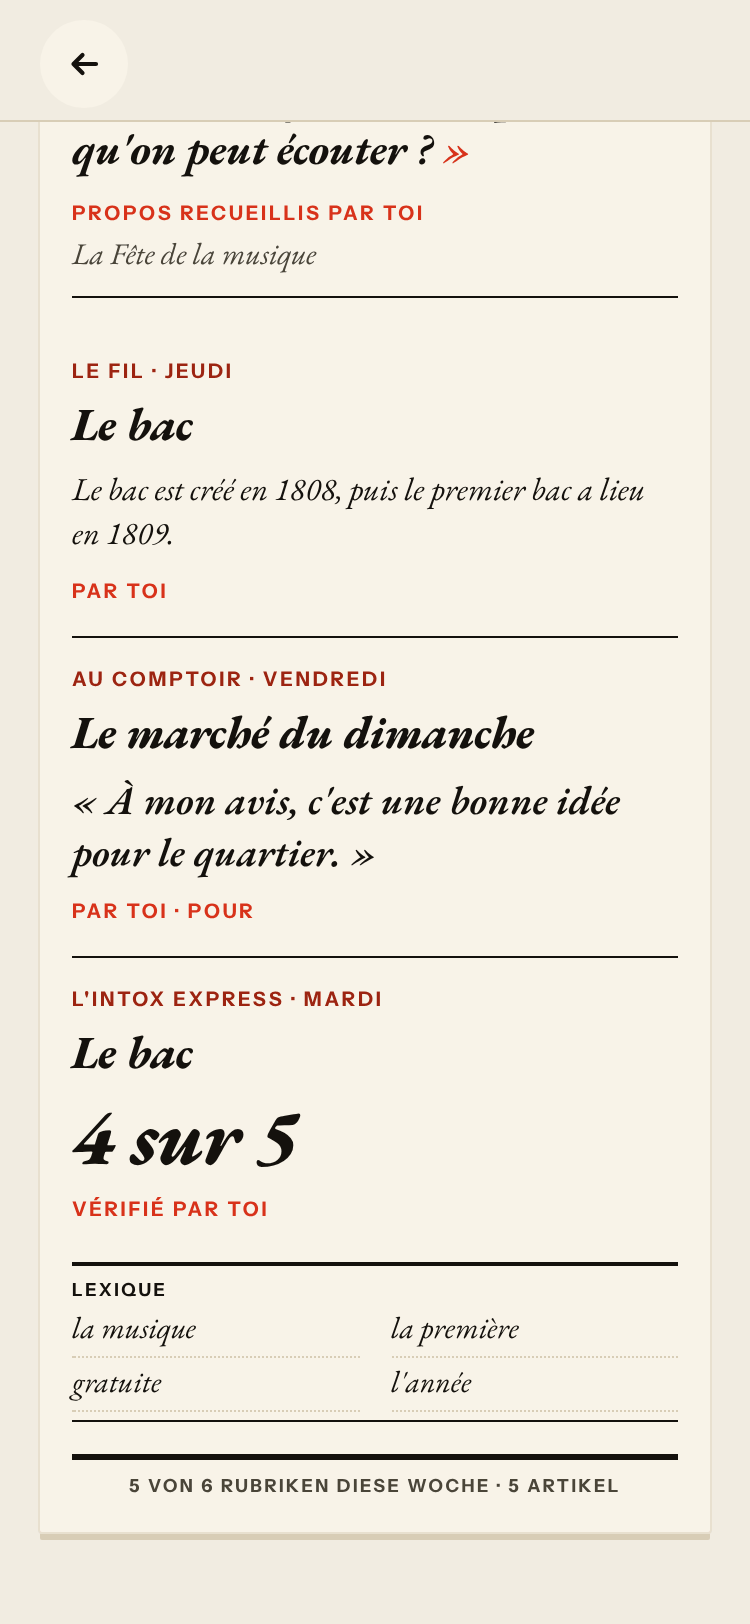 qu'on peut écouter ? »
PROPOS RECUEILLIS PAR TOI
La Fête de la musique
LE FIL · JEUDI
Le bac
Le bac est créé en 1808, puis le premier bac a lieu
en 1809.
PAR TOI
AU COMPTOIR · VENDREDI
Le marché du dimanche
« À mon avis, c'est une bonne idée
pour le quartier. »
PAR TOI · POUR
L'INTOX EXPRESS · MARDI
Le bac
4 sur 5
VÉRIFIÉ PAR TOI
LEXIQUE
la musique
la première
gratuite
l'année
5 VON 6 RUBRIKEN DIESE WOCHE · 5 ARTIKEL